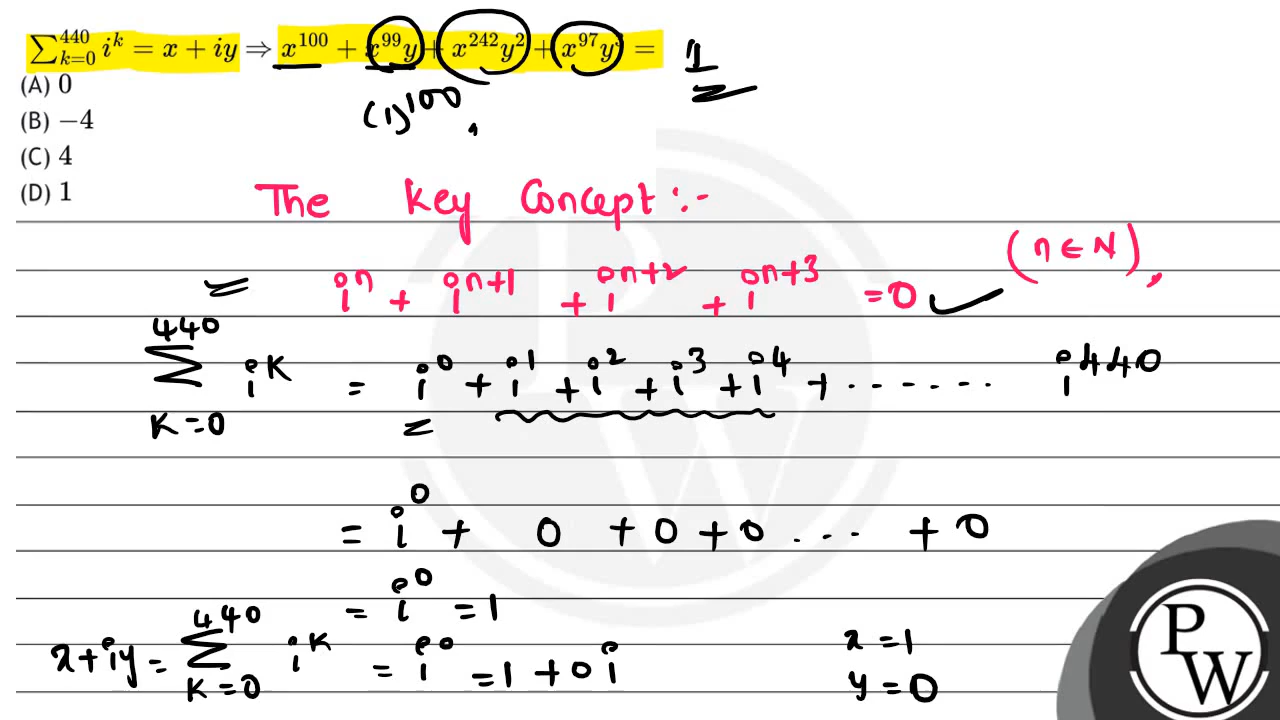 ∑_{k=0}^{440} i^k = x + iy ⇒ x^{100} + x^{99}y + x^{242}y^2 + x^{97}y^3 = 1
(A) 0
(1)^{100},
(B) −4
(C) 4
(D) 1
The Key Concept :-
= i^n + i^{n+1} + i^{n+2} + i^{n+3} = 0 ✓ (n ∈ N),
∑_{K=0}^{440} i^K = i^0 + i^1 + i^2 + i^3 + i^4 + ....... i^{440}
= i^0 + 0 + 0 + 0 ... + 0
= i^0 = 1
x + iy = ∑_{K=0}^{440} i^K = i^0 = 1 + 0i
x = 1
y = 0
P
W